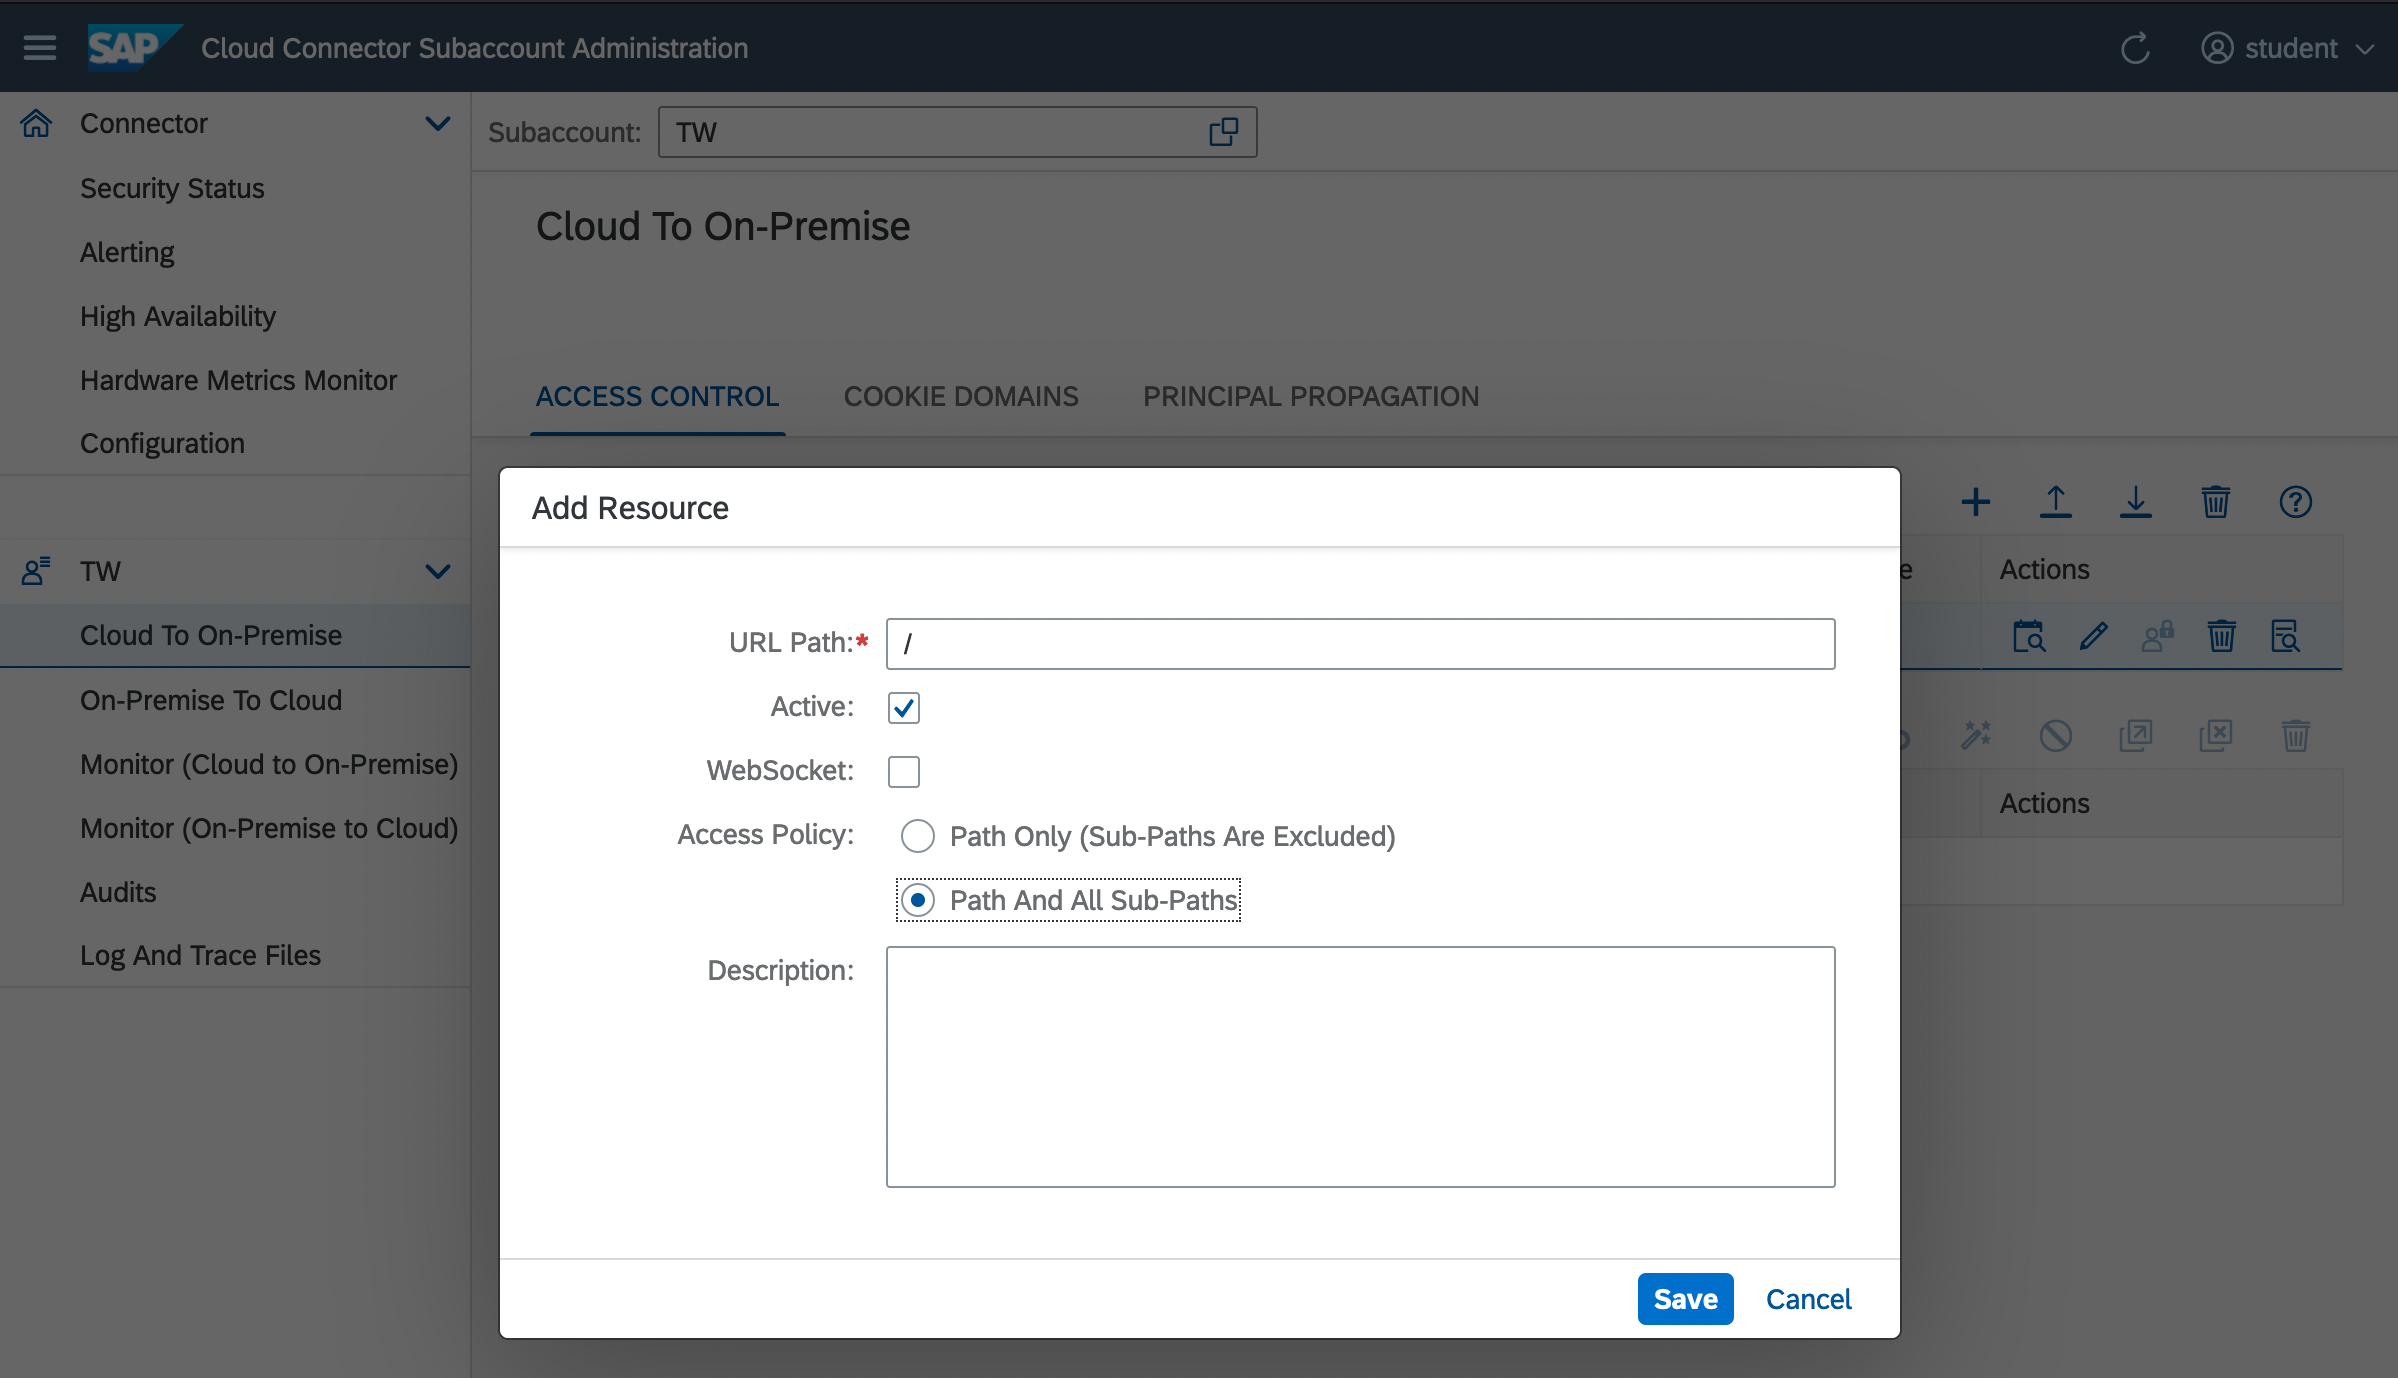 SAP Cloud Connector Subaccount Administration
student
Connector
Security Status
Alerting
High Availability
Hardware Metrics Monitor
Configuration
TW
Cloud To On-Premise
On-Premise To Cloud
Monitor (Cloud to On-Premise)
Monitor (On-Premise to Cloud)
Audits
Log And Trace Files
Subaccount: TW
Cloud To On-Premise
ACCESS CONTROL COOKIE DOMAINS PRINCIPAL PROPAGATION
Actions
Actions
Add Resource
URL Path:* /
Active:
WebSocket:
Access Policy: Path Only (Sub-Paths Are Excluded)
Path And All Sub-Paths
Description:
Save Cancel